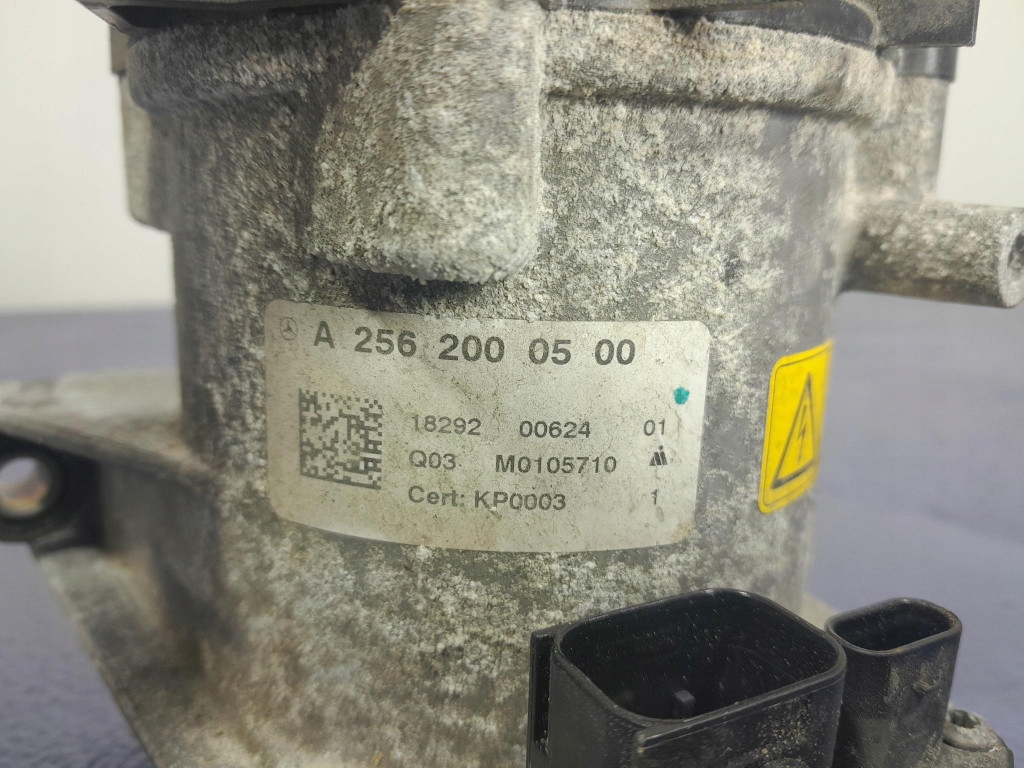 A 256 200 05 00
18292 00624 01
Q03 M0105710
Cert: KP0003 1